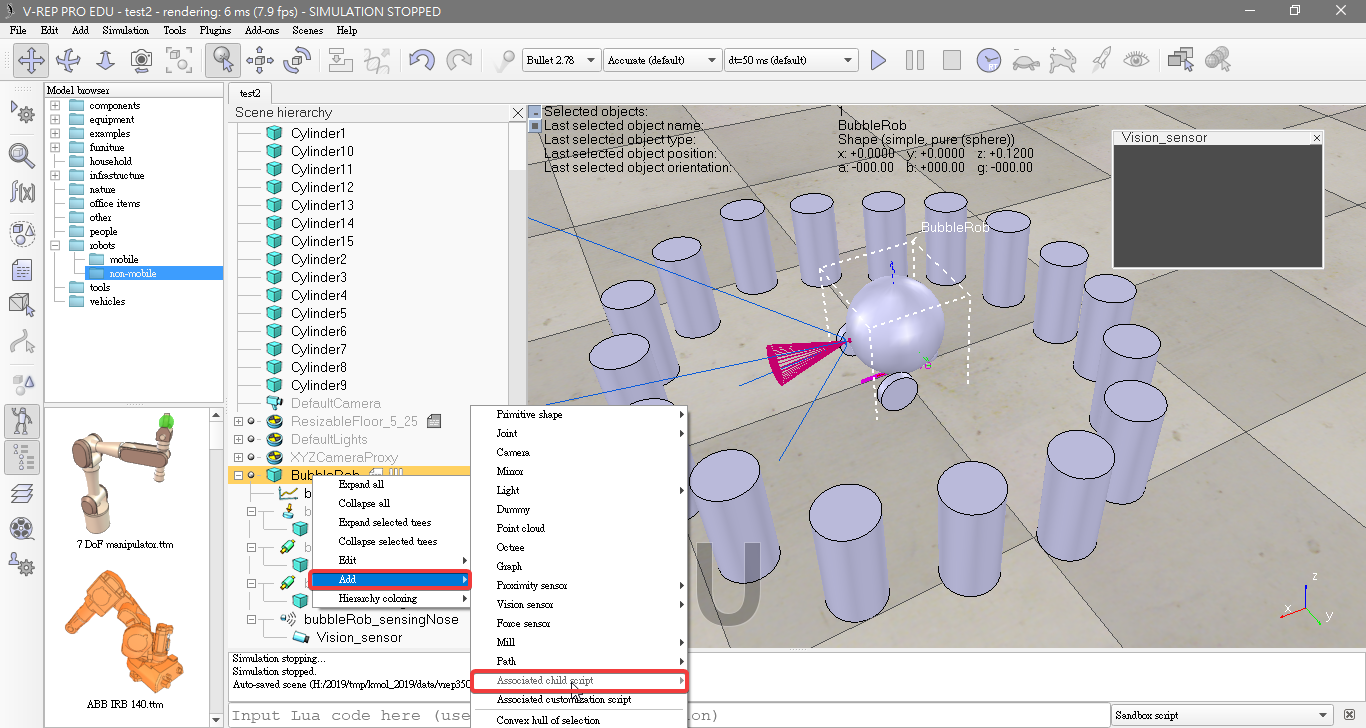 V-REP PRO EDU - test2 - rendering: 6 ms (7.9 fps) - SIMULATION STOPPED
File Edit Add Simulation Tools Plugins Add-ons Scenes Help
Bullet 2.78 Accurate (default) dt=50 ms (default)
Model browser
components
equipment
examples
furniture
household
infrastructure
nature
office items
other
people
robots
mobile
non-mobile
tools
vehicles
7 DoF manipulator.ttm
ABB IRB 140.ttm
test2
Scene hierarchy
Cylinder1
Cylinder10
Cylinder11
Cylinder12
Cylinder13
Cylinder14
Cylinder15
Cylinder2
Cylinder3
Cylinder4
Cylinder5
Cylinder6
Cylinder7
Cylinder8
Cylinder9
DefaultCamera
ResizableFloor_5_25
DefaultLights
XYZCameraProxy
BubbleRob
bubbleRob_sensingNose
Vision_sensor
Expand all
Collapse all
Expand selected trees
Collapse selected trees
Edit
Add
Hierarchy coloring
Primitive shape
Joint
Camera
Mirror
Light
Dummy
Point cloud
Octree
Graph
Proximity sensor
Vision sensor
Force sensor
Mill
Path
Associated child script
Associated customization script
Convex hull of selection
Selected objects: 1
Last selected object name: BubbleRob
Last selected object type: Shape (simple, pure (sphere))
Last selected object position: x: +0.0000 y: +0.0000 z: +0.1200
Last selected object orientation: a: -000.00 b: +000.00 g: -000.00
Vision_sensor
BubbleRob
U
z
x
y
Simulation stopping...
Simulation stopped.
Auto-saved scene (H:/2019/tmp/kmol_2019/data/vrep350
Input Lua code here (use
on)
Sandbox script